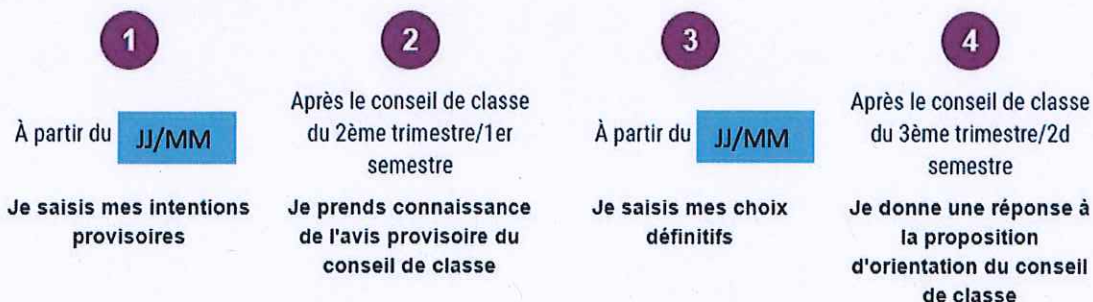 1
À partir du JJ/MM
Je saisis mes intentions
provisoires
2
Après le conseil de classe
du 2ème trimestre/1er
semestre
Je prends connaissance
de l'avis provisoire du
conseil de classe
3
À partir du JJ/MM
Je saisis mes choix
définitifs
4
Après le conseil de classe
du 3ème trimestre/2d
semestre
Je donne une réponse à
la proposition
d'orientation du conseil
de classe